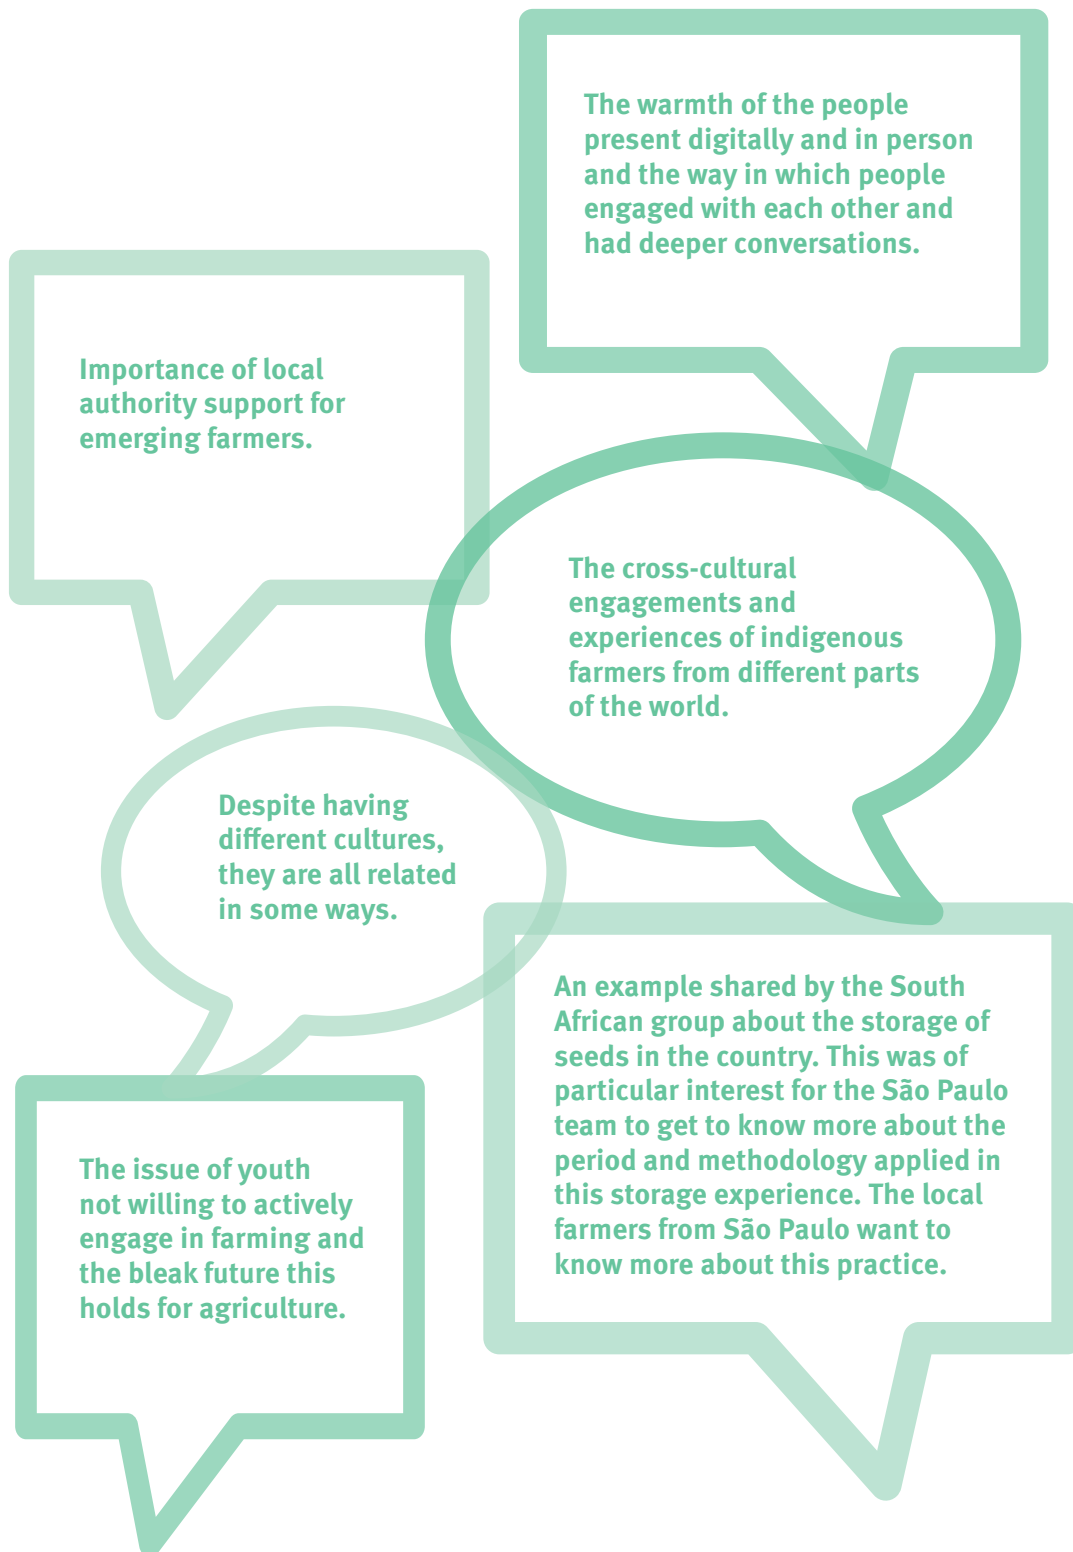 The warmth of the people
present digitally and in person
and the way in which people
engaged with each other and
had deeper conversations.
Importance of local
authority support for
emerging farmers.
The cross-cultural
engagements and
experiences of indigenous
farmers from different parts
of the world.
Despite having
different cultures,
they are all related
in some ways.
An example shared by the South
African group about the storage of
seeds in the country. This was of
particular interest for the São Paulo
team to get to know more about the
period and methodology applied in
this storage experience. The local
farmers from São Paulo want to
know more about this practice.
The issue of youth
not willing to actively
engage in farming and
the bleak future this
holds for agriculture.